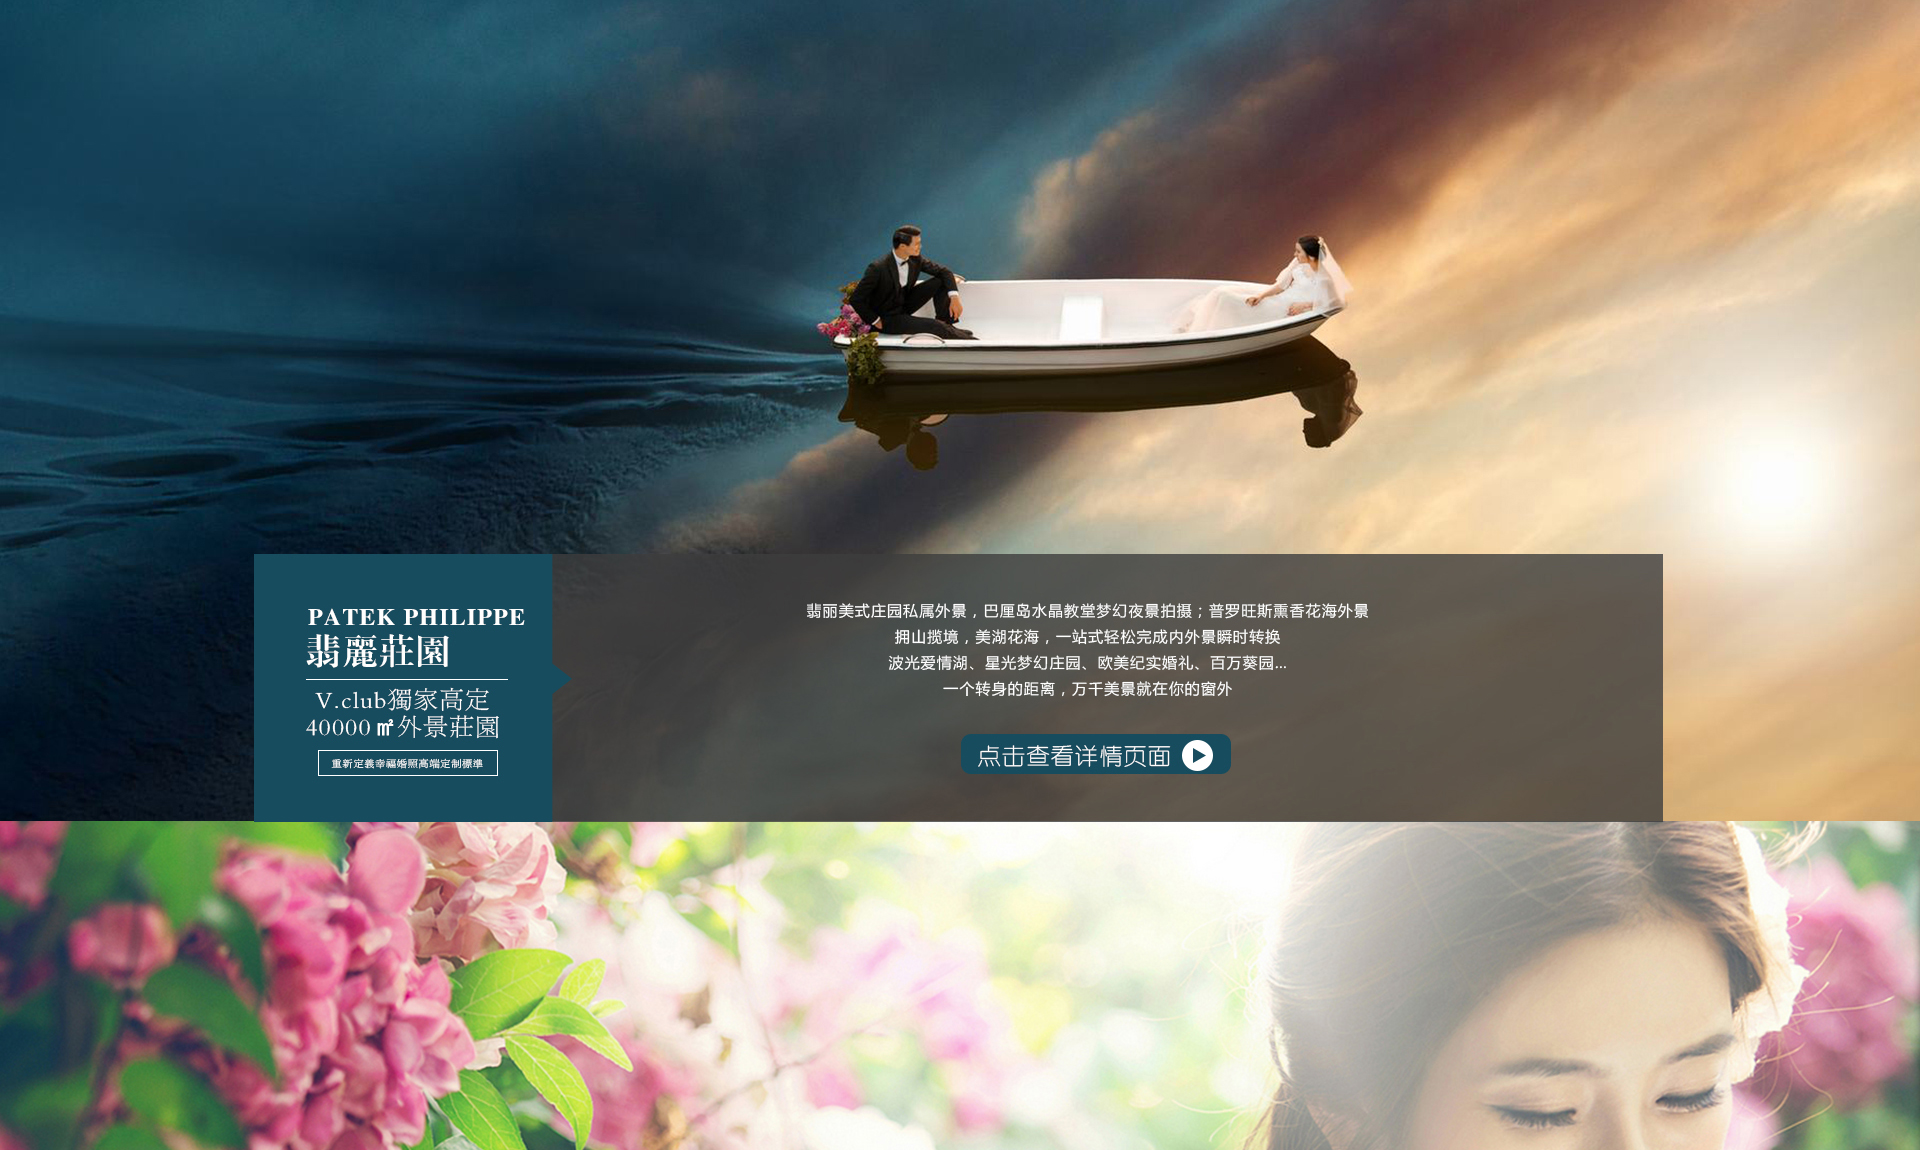 PATEK PHILIPPE
翡麗莊園
V.club獨家高定
40000㎡外景莊園
重新定義幸福婚照高端定制標準
翡丽美式庄园私属外景，巴厘岛水晶教堂梦幻夜景拍摄；普罗旺斯熏香花海外景
拥山揽境，美湖花海，一站式轻松完成内外景瞬时转换
波光爱情湖、星光梦幻庄园、欧美纪实婚礼、百万葵园...
一个转身的距离，万千美景就在你的窗外
点击查看详情页面